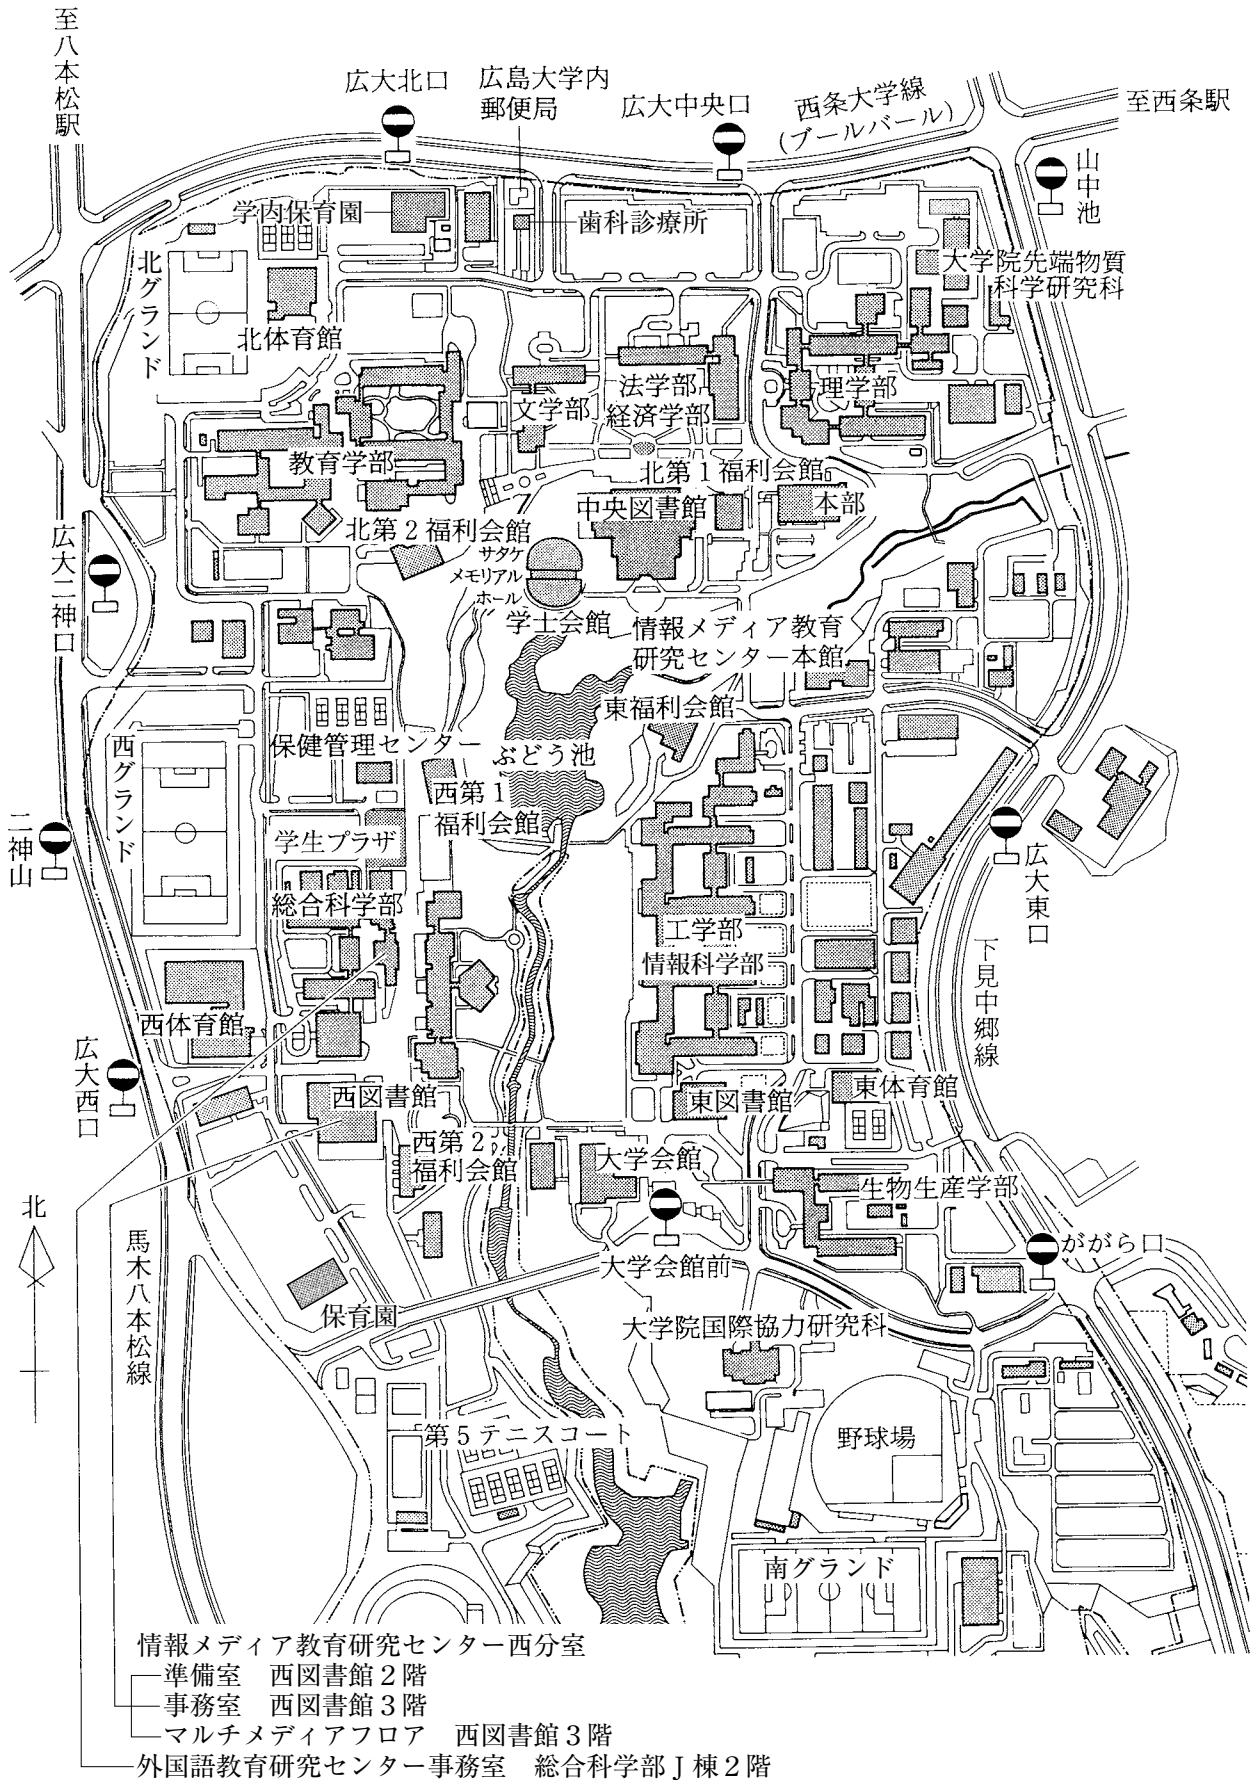 至八本松駅
広大北口
広島大学内
郵便局
広大中央口
西条大学線
(ブールバール)
至西条駅
山中池
学内保育園
歯科診療所
北グランド
大学院先端物質
科学研究科
北体育館
法学部
経済学部
理学部
文学部
教育学部
北第1福利会館
中央図書館
本部
北第2福利会館
サタケ
メモリアル
ホール
学士会館
広大二神口
情報メディア教育
研究センター本館
東福利会館
西グランド
保健管理センター
ぶどう池
西第1
福利会館
二神山
学生プラザ
広大東口
総合科学部
工学部
情報科学部
下見中郷線
西体育館
広大西口
西図書館
東図書館
東体育館
西第2
福利会館
大学会館
生物生産学部
北
馬木八本松線
大学会館前
ががら口
保育園
大学院国際協力研究科
第5テニスコート
野球場
南グランド
情報メディア教育研究センター西分室
準備室 西図書館2階
事務室 西図書館3階
マルチメディアフロア 西図書館3階
外国語教育研究センター事務室 総合科学部J棟2階